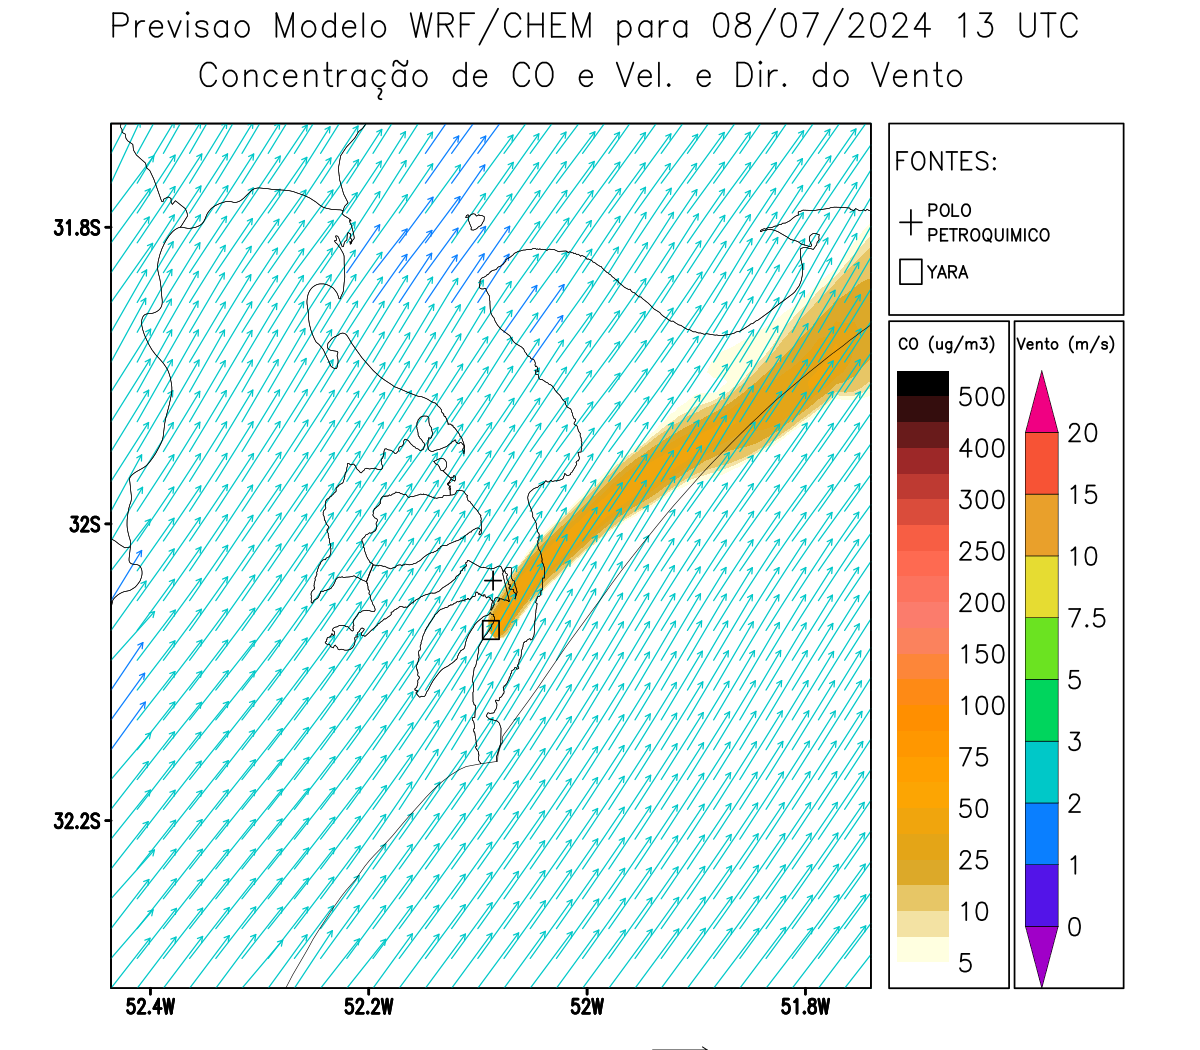 Previsao Modelo WRF/CHEM para 08/07/2024 13 UTC
Concentração de CO e Vel. e Dir. do Vento
FONTES:
POLO
PETROQUIMICO
YARA
CO (ug/m3)
500
400
300
250
200
150
100
75
50
25
10
5
Vento (m/s)
20
15
10
7.5
5
3
2
1
0
31.8S
32S
32.2S
52.4W
52.2W
52W
51.8W